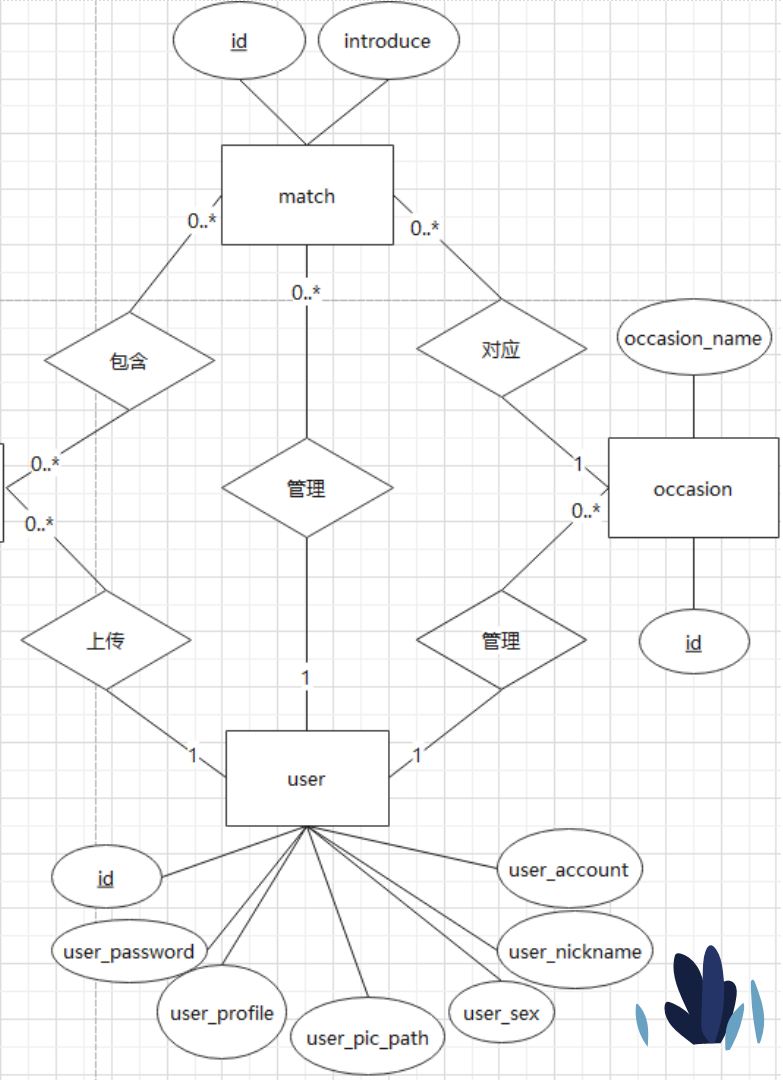 id
introduce
match
0..*
0..*
0..*
包含
对应
occasion_name
0..*
管理
1
occasion
0..*
0..*
上传
管理
id
1
1
1
user
id
user_account
user_password
user_nickname
user_profile
user_pic_path
user_sex